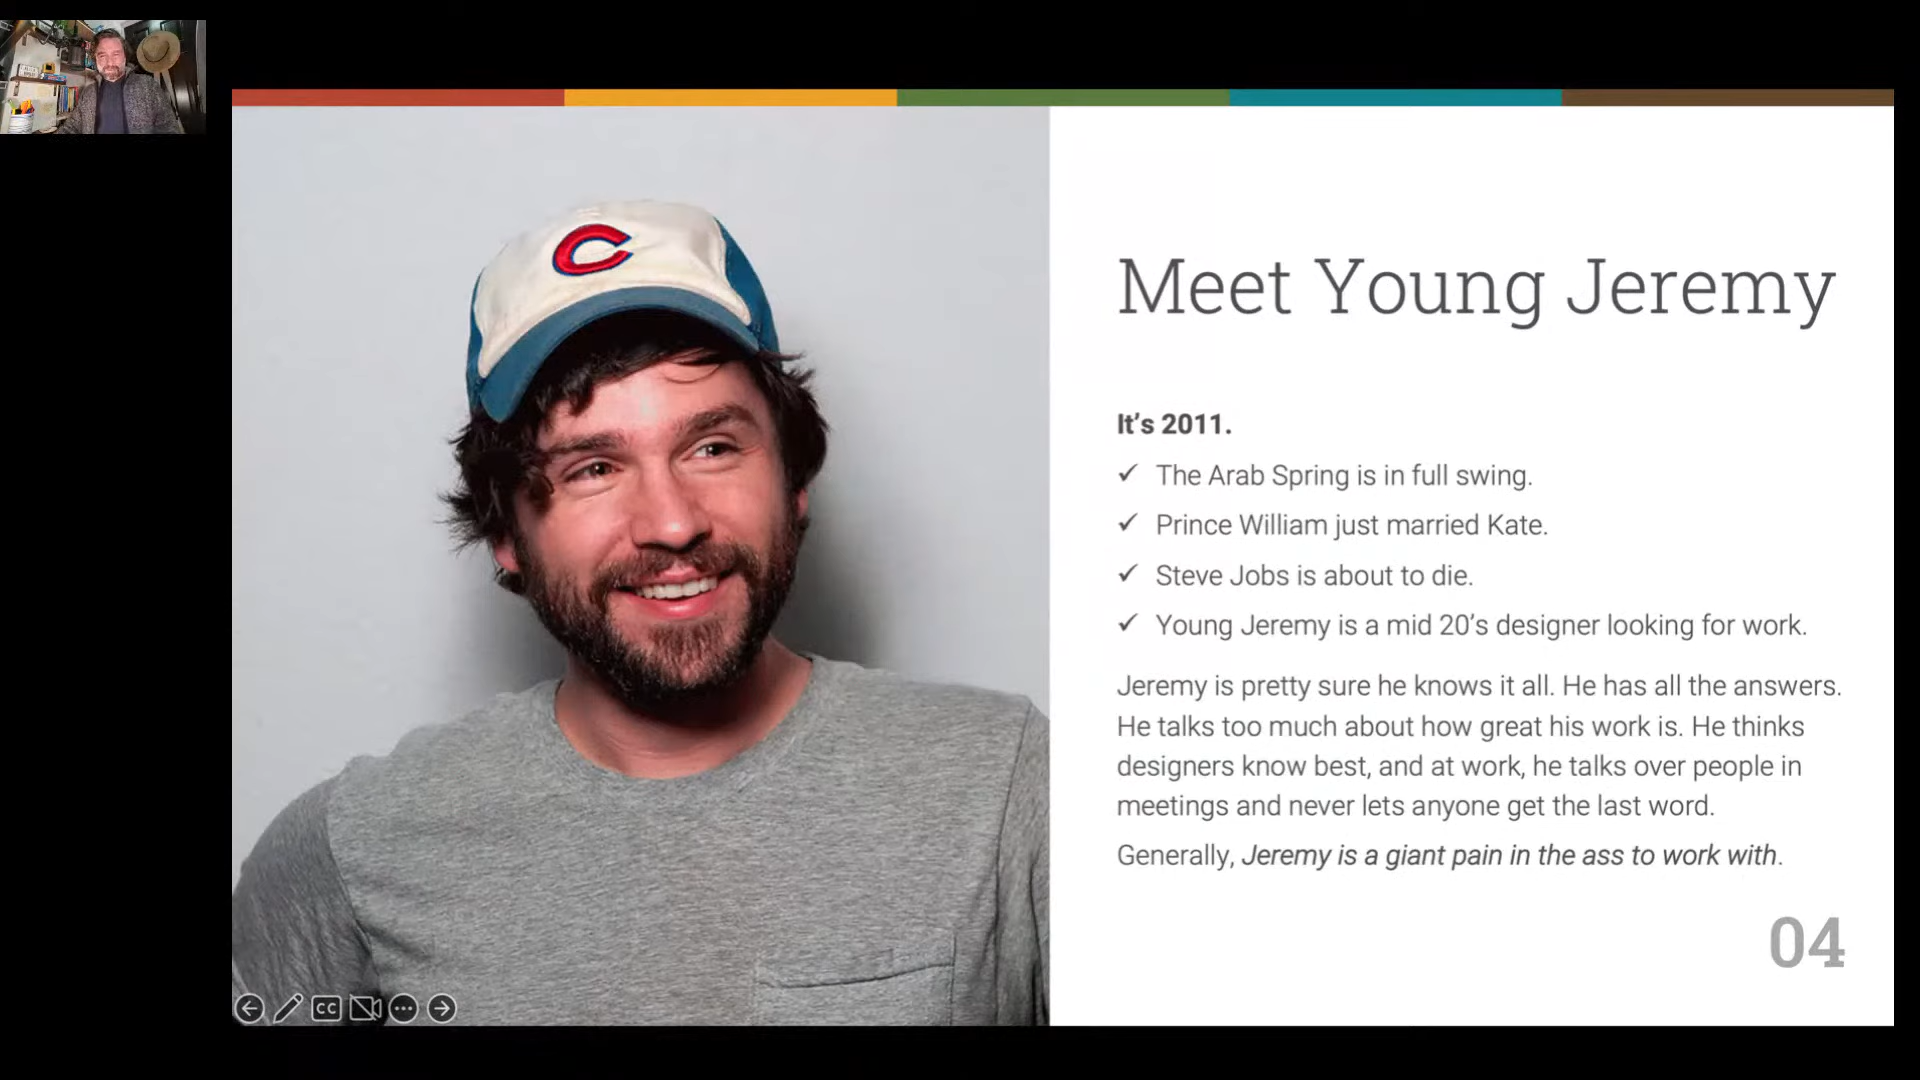 C
Meet Young Jeremy
It's 2011.
✓ The Arab Spring is in full swing.
✓ Prince William just married Kate.
✓ Steve Jobs is about to die.
✓ Young Jeremy is a mid 20's designer looking for work.
Jeremy is pretty sure he knows it all. He has all the answers.
He talks too much about how great his work is. He thinks
designers know best, and at work, he talks over people in
meetings and never lets anyone get the last word.
Generally, Jeremy is a giant pain in the ass to work with.
04
CC